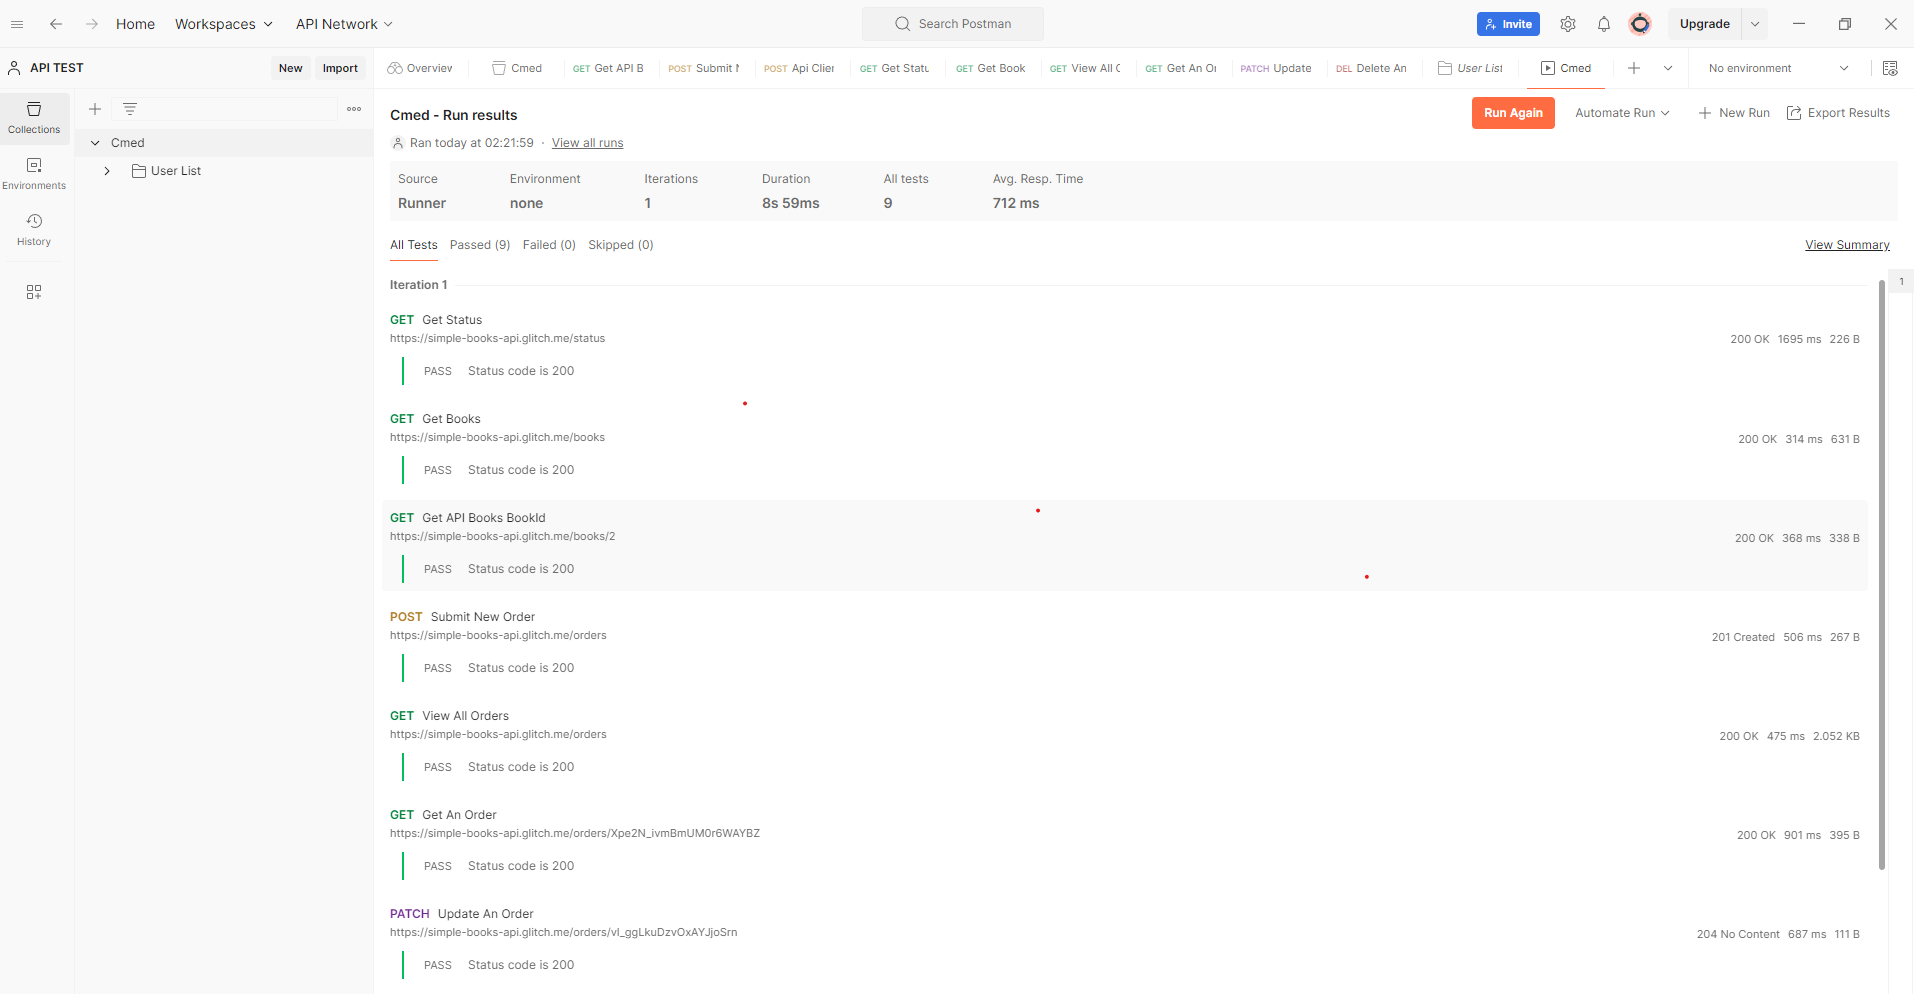 Home Workspaces API Network Search Postman Invite Upgrade
API TEST New Import Overview Cmed GET Get API B POST Submit N POST Api Clien GET Get Statu GET Get Book GET View All O GET Get An Or PATCH Update DEL Delete An User List Cmed No environment
Collections
Environments
History
Cmed
User List
Cmed - Run results Run Again Automate Run New Run Export Results
Ran today at 02:21:59 · View all runs
Source Environment Iterations Duration All tests Avg. Resp. Time
Runner none 1 8s 59ms 9 712 ms
All Tests Passed (9) Failed (0) Skipped (0) View Summary
Iteration 1 1
GET Get Status
https://simple-books-api.glitch.me/status 200 OK 1695 ms 226 B
PASS Status code is 200
GET Get Books
https://simple-books-api.glitch.me/books 200 OK 314 ms 631 B
PASS Status code is 200
GET Get API Books BookId
https://simple-books-api.glitch.me/books/2 200 OK 368 ms 338 B
PASS Status code is 200
POST Submit New Order
https://simple-books-api.glitch.me/orders 201 Created 506 ms 267 B
PASS Status code is 200
GET View All Orders
https://simple-books-api.glitch.me/orders 200 OK 475 ms 2.052 KB
PASS Status code is 200
GET Get An Order
https://simple-books-api.glitch.me/orders/Xpe2N_ivmBmUM0r6WAYBZ 200 OK 901 ms 395 B
PASS Status code is 200
PATCH Update An Order
https://simple-books-api.glitch.me/orders/vI_ggLkuDzvOxAYJjoSrn 204 No Content 687 ms 111 B
PASS Status code is 200